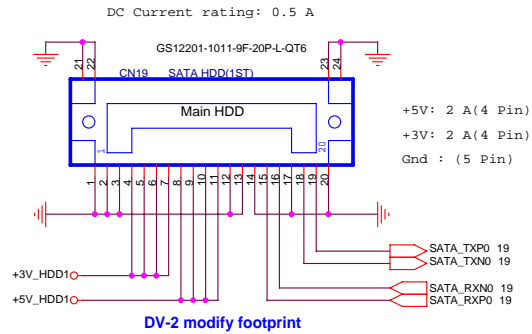 DC Current rating: 0.5 A
GS12201-1011-9F-20P-L-QT6
21
22
23
24
CN19 SATA HDD(1ST)
Main HDD
1
20
+5V: 2 A(4 Pin)
+3V: 2 A(4 Pin)
Gnd : (5 Pin)
1 2 3 4 5 6 7 8 9 10 11 12 13 14 15 16 17 18 19 20
SATA_TXP0 19
SATA_TXN0 19
+3V_HDD1
SATA_RXN0 19
+5V_HDD1
SATA_RXP0 19
DV-2 modify footprint